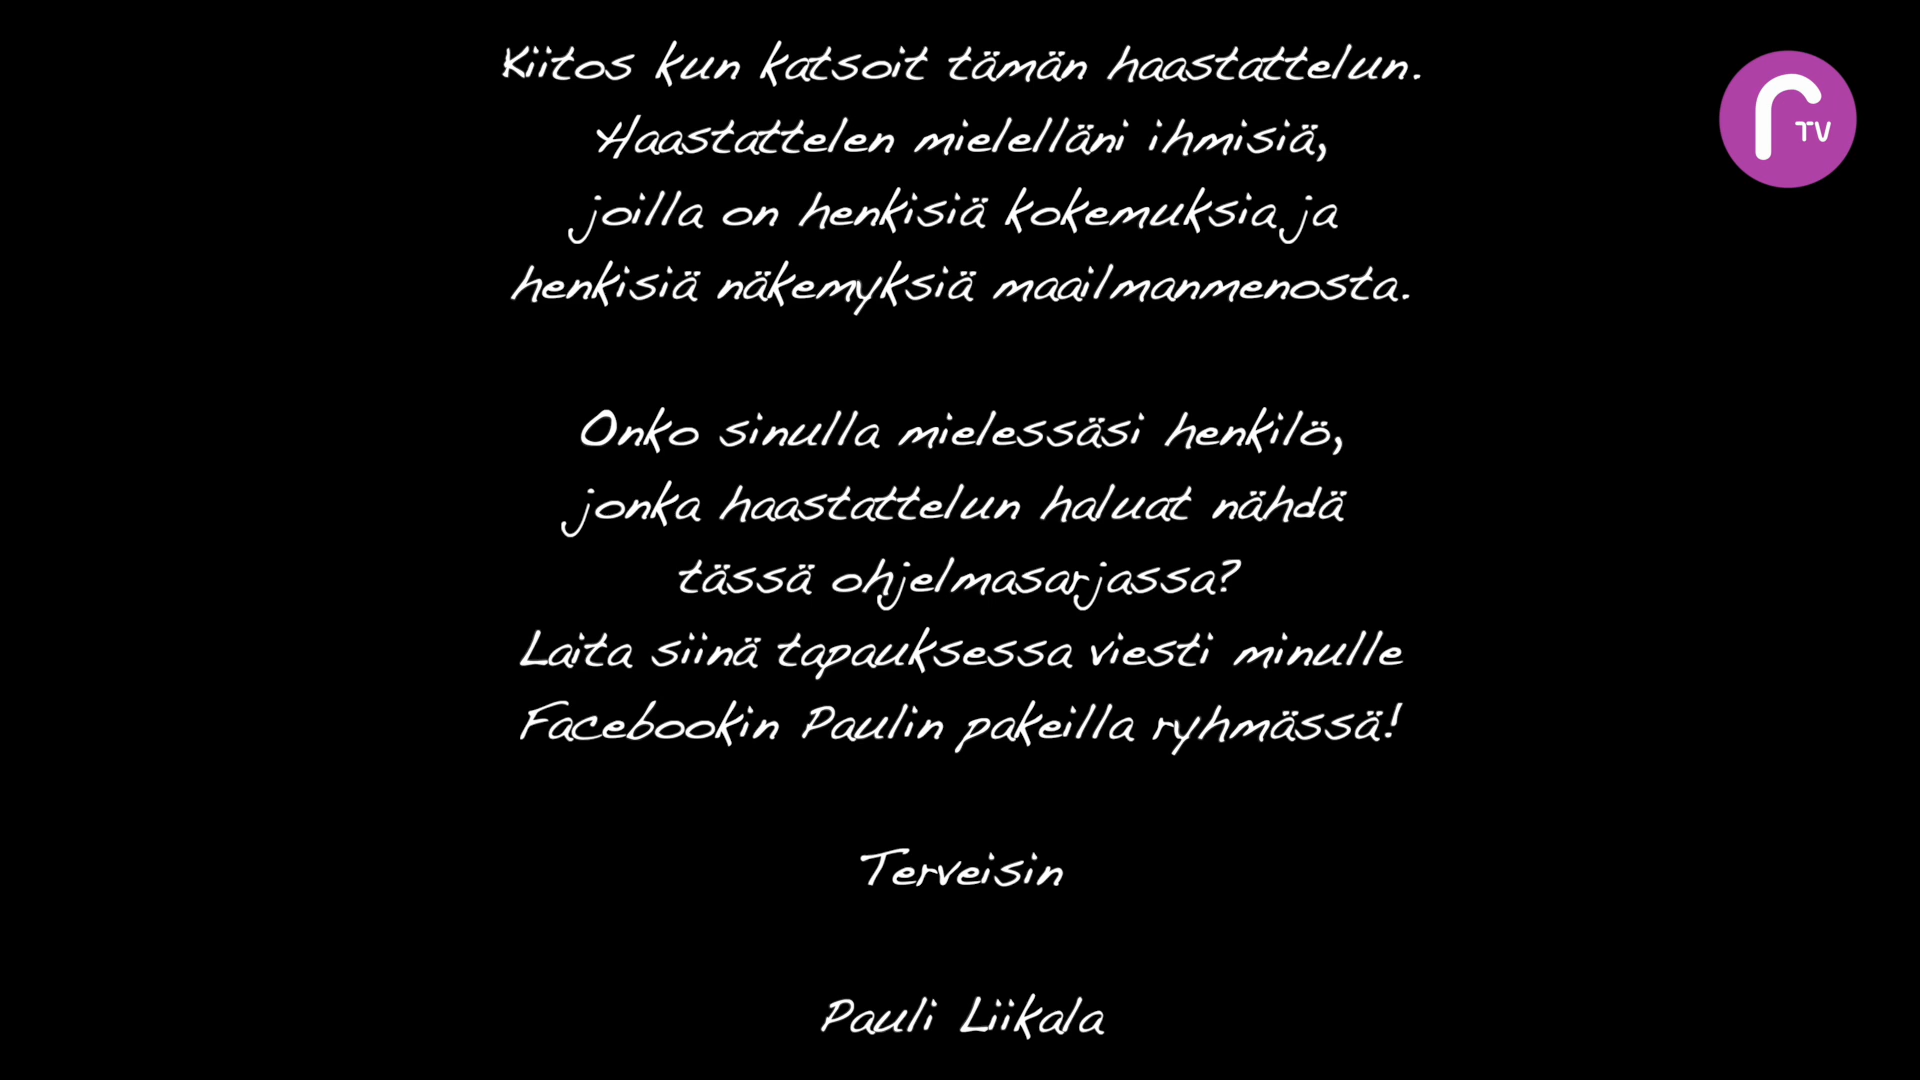 Kiitos kun katsoit tämän haastattelun.
Haastattelen mielelläni ihmisiä,
joilla on henkisiä kokemuksia ja
henkisiä näkemyksiä maailmanmenosta.
Onko sinulla mielessäsi henkilö,
jonka haastattelun haluat nähdä
tässä ohjelmasarjassa?
Laita siinä tapauksessa viesti minulle
Facebookin Paulin pakeilla ryhmässä!
Terveisin
Pauli Liikala
r TV